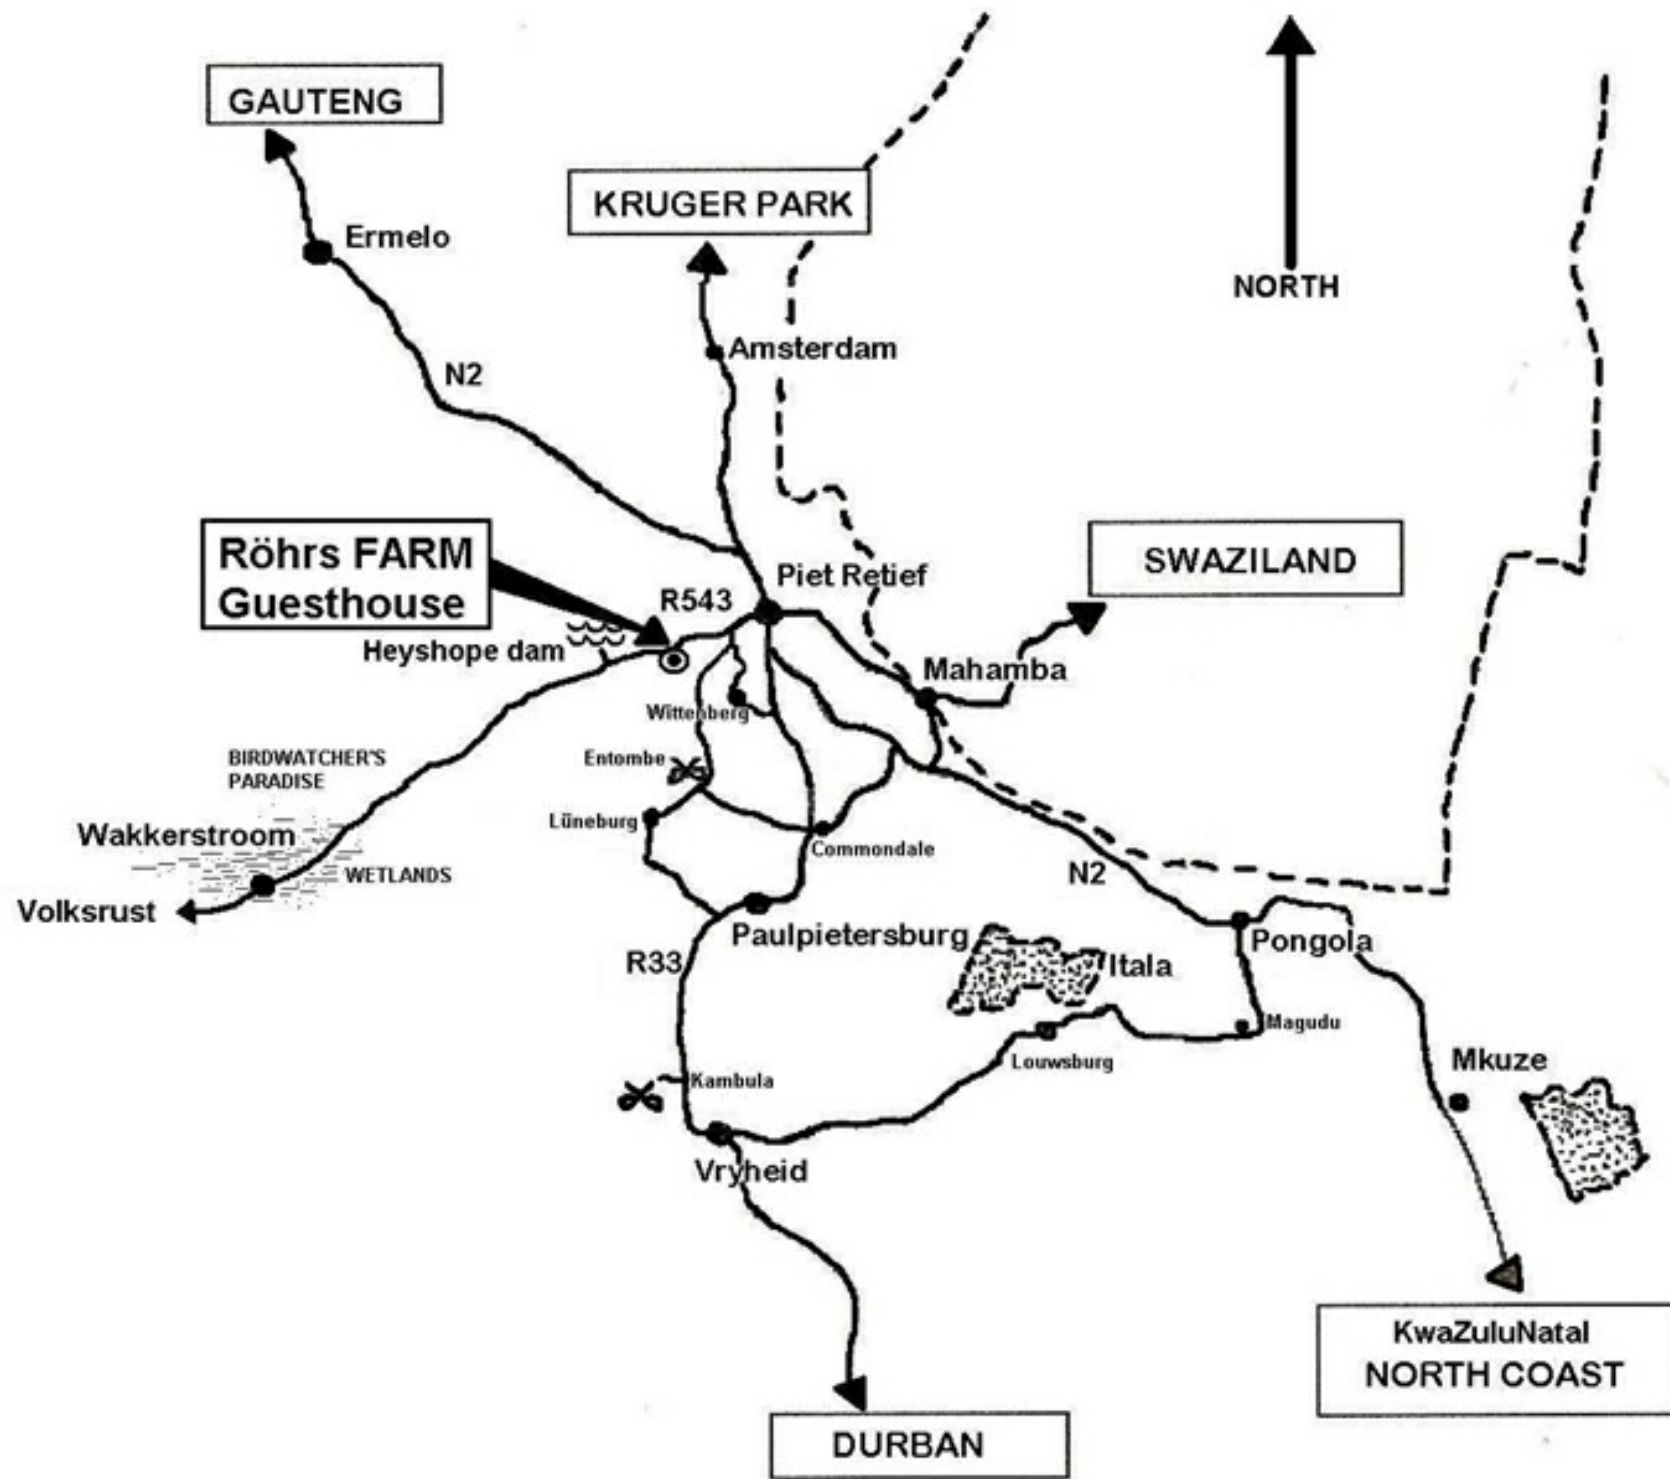 GAUTENG
KRUGER PARK
Ermelo
NORTH
Amsterdam
N2
Röhrs FARM
Guesthouse
SWAZILAND
Piet Retief
R543
Heyshope dam
Mahamba
Wittenberg
BIRDWATCHER'S
PARADISE
Entombe
Lüneburg
Wakkerstroom
Commondale
WETLANDS
N2
Volksrust
Paulpietersburg
Pongola
R33
Itala
Magudu
Louwsburg
Mkuze
Kambula
Vryheid
KwaZuluNatal
NORTH COAST
DURBAN